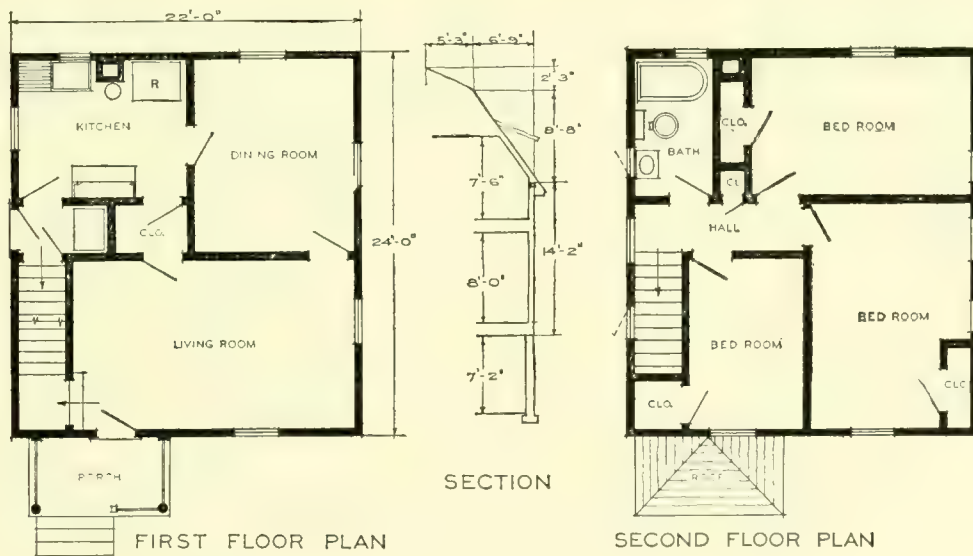 22'-0"
R
KITCHEN
DINING ROOM
CLO.
24'-0"
LIVING ROOM
PORCH
FIRST FLOOR PLAN
5'-3" 6'-9"
2'-3"
8'-8"
7'-6"
14'-2"
8'-0"
7'-2"
SECTION
CLO.
BED ROOM
BATH
CL.
HALL
BED ROOM
BED ROOM
CLO.
CLO.
ROOF
SECOND FLOOR PLAN